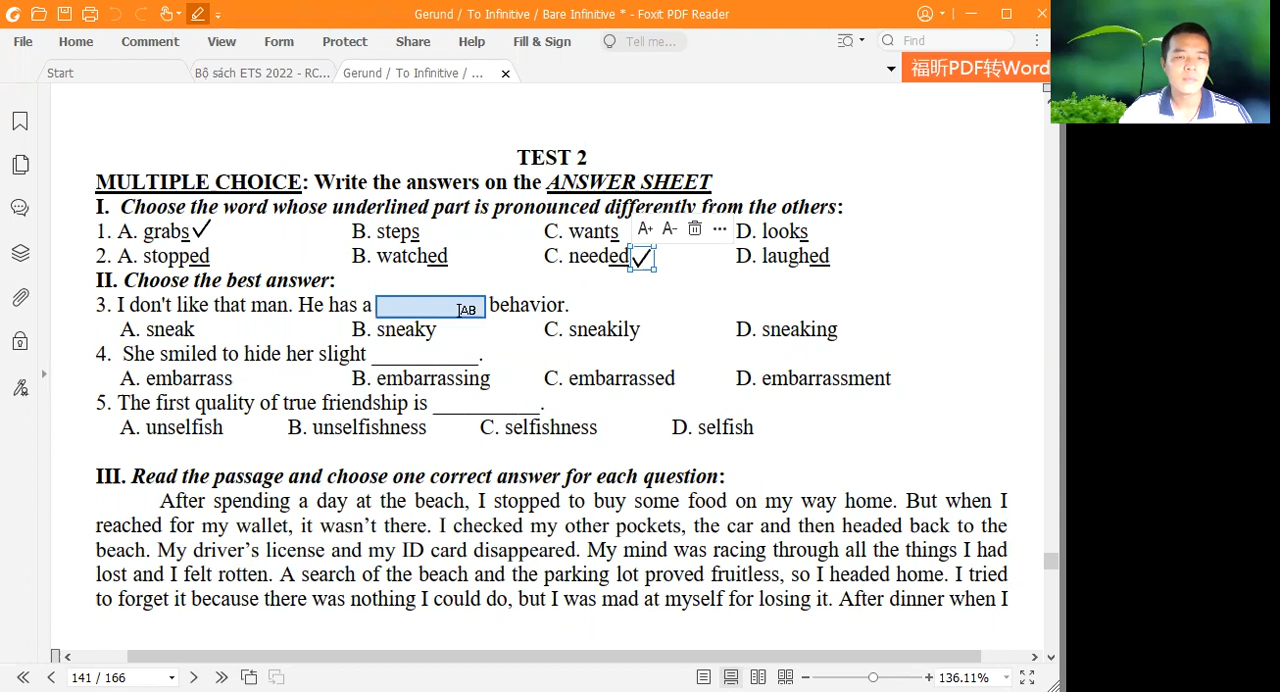 Gerund / To Infinitive / Bare Infinitive * - Foxit PDF Reader
File Home Comment View Form Protect Share Help Fill & Sign Tell me... Find
Start Bộ sách ETS 2022 - RC... Gerund / To Infinitive / ... 福昕PDF转Word
TEST 2
MULTIPLE CHOICE: Write the answers on the ANSWER SHEET
I. Choose the word whose underlined part is pronounced differently from the others:
1. A. grabs B. steps C. wants D. looks
A+ A-
2. A. stopped B. watched C. needed D. laughed
II. Choose the best answer:
3. I don't like that man. He has a AB behavior.
A. sneak B. sneaky C. sneakily D. sneaking
4. She smiled to hide her slight __________.
A. embarrass B. embarrassing C. embarrassed D. embarrassment
5. The first quality of true friendship is __________.
A. unselfish B. unselfishness C. selfishness D. selfish
III. Read the passage and choose one correct answer for each question:
After spending a day at the beach, I stopped to buy some food on my way home. But when I
reached for my wallet, it wasn’t there. I checked my other pockets, the car and then headed back to the
beach. My driver’s license and my ID card disappeared. My mind was racing through all the things I had
lost and I felt rotten. A search of the beach and the parking lot proved fruitless, so I headed home. I tried
to forget it because there was nothing I could do, but I was mad at myself for losing it. After dinner when I
141 / 166 136.11%